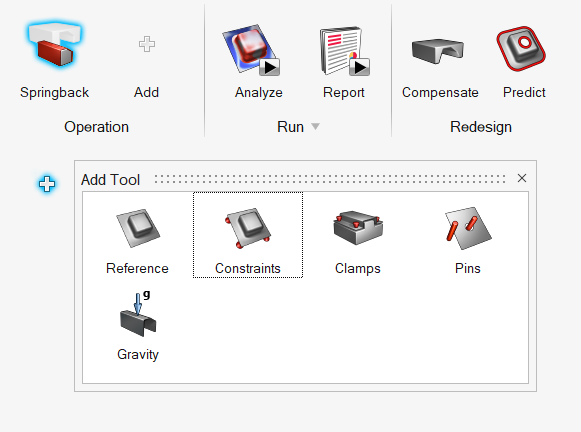 Springback
Add
Analyze
Report
Compensate
Predict
Operation
Run
Redesign
Add Tool
Reference
Constraints
Clamps
Pins
g
Gravity